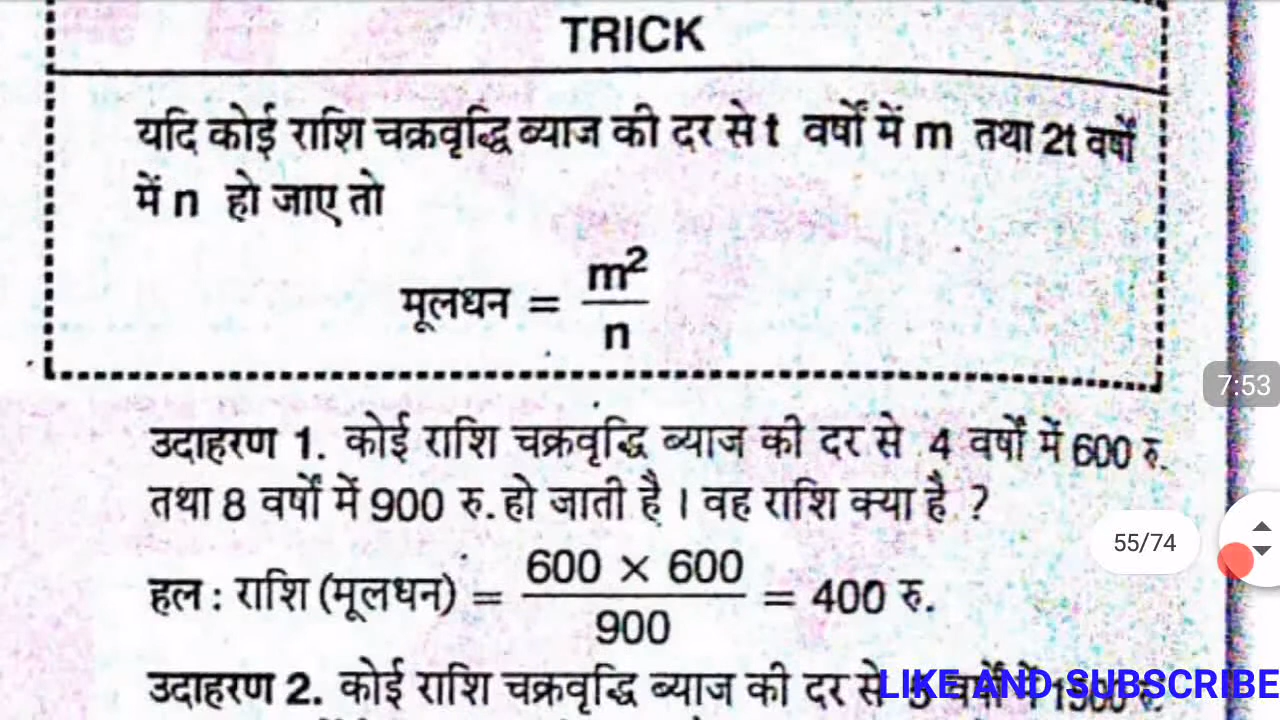 TRICK
यदि कोई राशि चक्रवृद्धि ब्याज की दर से t वर्षों में m तथा 2t वर्षों
में n हो जाए तो
मूलधन = m²
n
7:53
उदाहरण 1. कोई राशि चक्रवृद्धि ब्याज की दर से 4 वर्षों में 600 रु.
तथा 8 वर्षों में 900 रु. हो जाती है । वह राशि क्या है ?
55/74
हल : राशि (मूलधन) = 600 × 600
900
= 400 रु.
उदाहरण 2. कोई राशि चक्रवृद्धि ब्याज की दर से
LIKE AND SUBSCRIBE